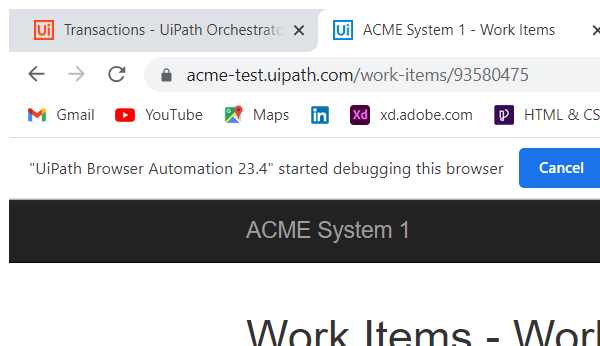 Ui Transactions - UiPath Orchestrato Ui ACME System 1 - Work Items
acme-test.uipath.com/work-items/93580475
Gmail YouTube Maps in Xd xd.adobe.com HTML & CS
"UiPath Browser Automation 23.4" started debugging this browser Cancel
ACME System 1
Work Items - Work